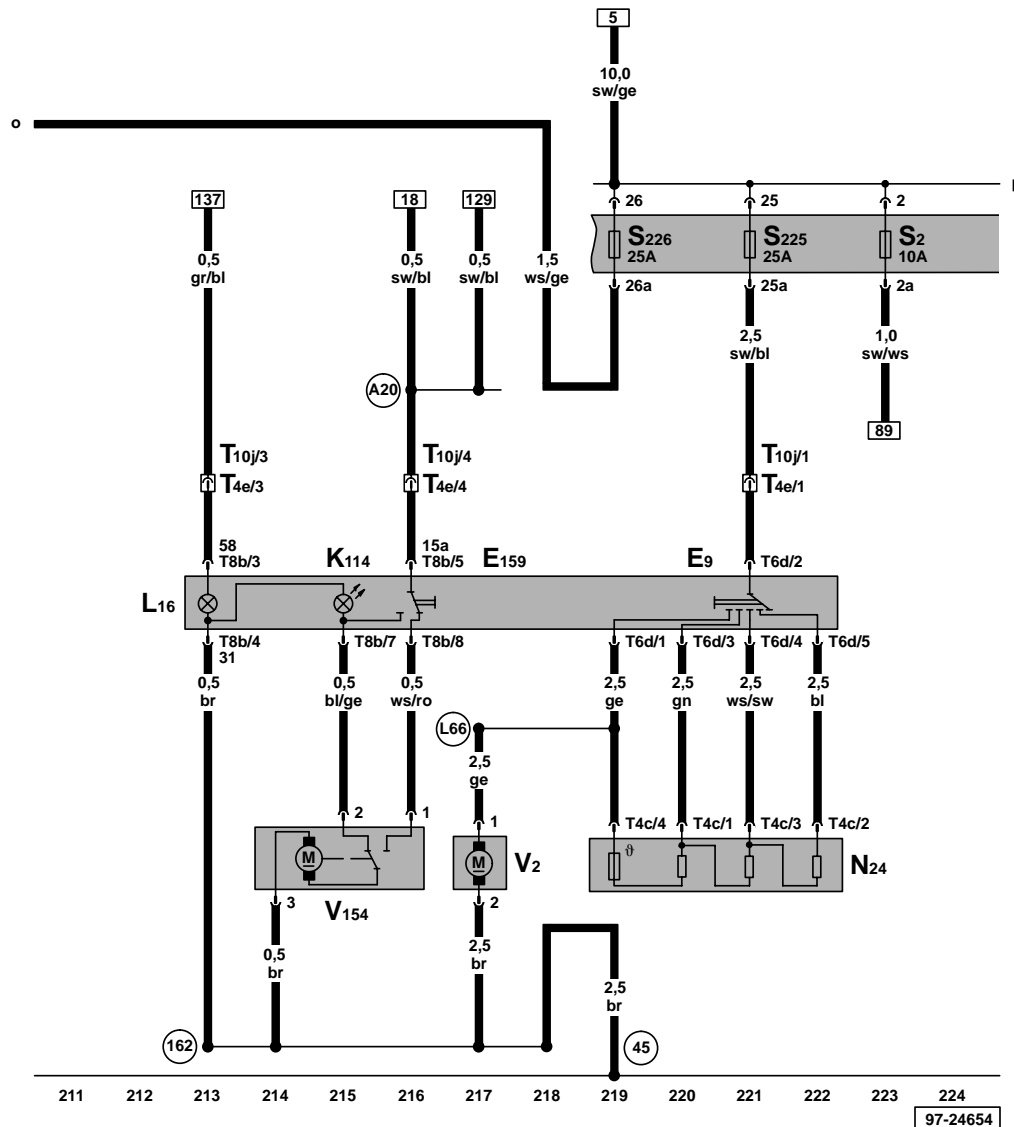 5
10,0
sw/ge
o
137
18
129
26
25
2
S226
25A
S225
25A
S2
10A
0,5
gr/bl
0,5
sw/bl
0,5
sw/bl
1,5
ws/ge
26a
25a
2a
2,5
sw/bl
1,0
sw/ws
A20
89
T10j/3
T10j/4
T10j/1
T4e/3
T4e/4
T4e/1
58
T8b/3
K114
15a
T8b/5
E159
E9
T6d/2
L16
T8b/4
31
T8b/7
T8b/8
T6d/1
T6d/3
T6d/4
T6d/5
0,5
br
0,5
bl/ge
0,5
ws/ro
2,5
ge
2,5
gn
2,5
ws/sw
2,5
bl
L66
2,5
ge
2
1
1
T4c/4
T4c/1
T4c/3
T4c/2
M
M
V2
ϑ
N24
3
V154
2
0,5
br
2,5
br
2,5
br
162
45
211 212 213 214 215 216 217 218 219 220 221 222 223 224
97-24654